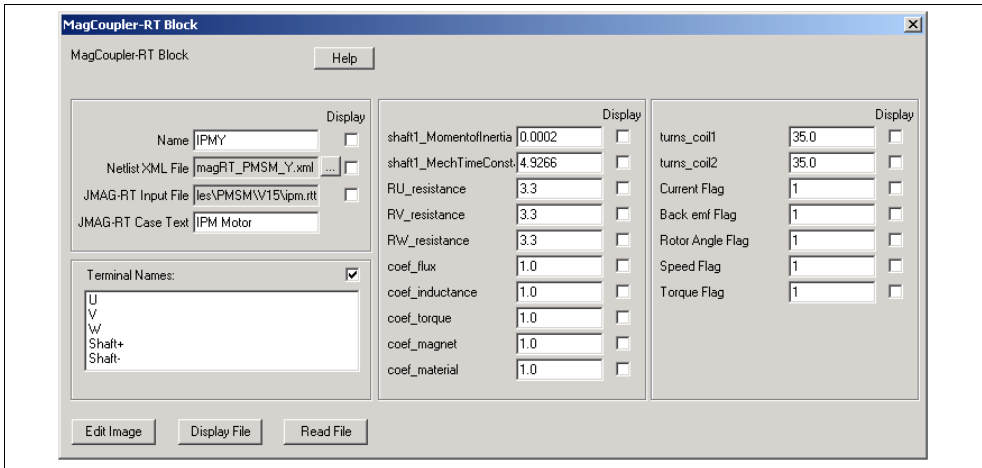 MagCoupler-RT Block
MagCoupler-RT Block
Help
Display
Name IPMY
Netlist XML File magRT_PMSM_Y.xml ...
JMAG-RT Input File les\PMSM\V15\ipm.rtt
JMAG-RT Case Text IPM Motor
Terminal Names:
U
V
W
Shaft+
Shaft-
Display
shaft1_MomentofInertia 0.0002
shaft1_MechTimeConst. 4.9266
RU_resistance 3.3
RV_resistance 3.3
RW_resistance 3.3
coef_flux 1.0
coef_inductance 1.0
coef_torque 1.0
coef_magnet 1.0
coef_material 1.0
Display
turns_coil1 35.0
turns_coil2 35.0
Current Flag 1
Back emf Flag 1
Rotor Angle Flag 1
Speed Flag 1
Torque Flag 1
Edit Image
Display File
Read File